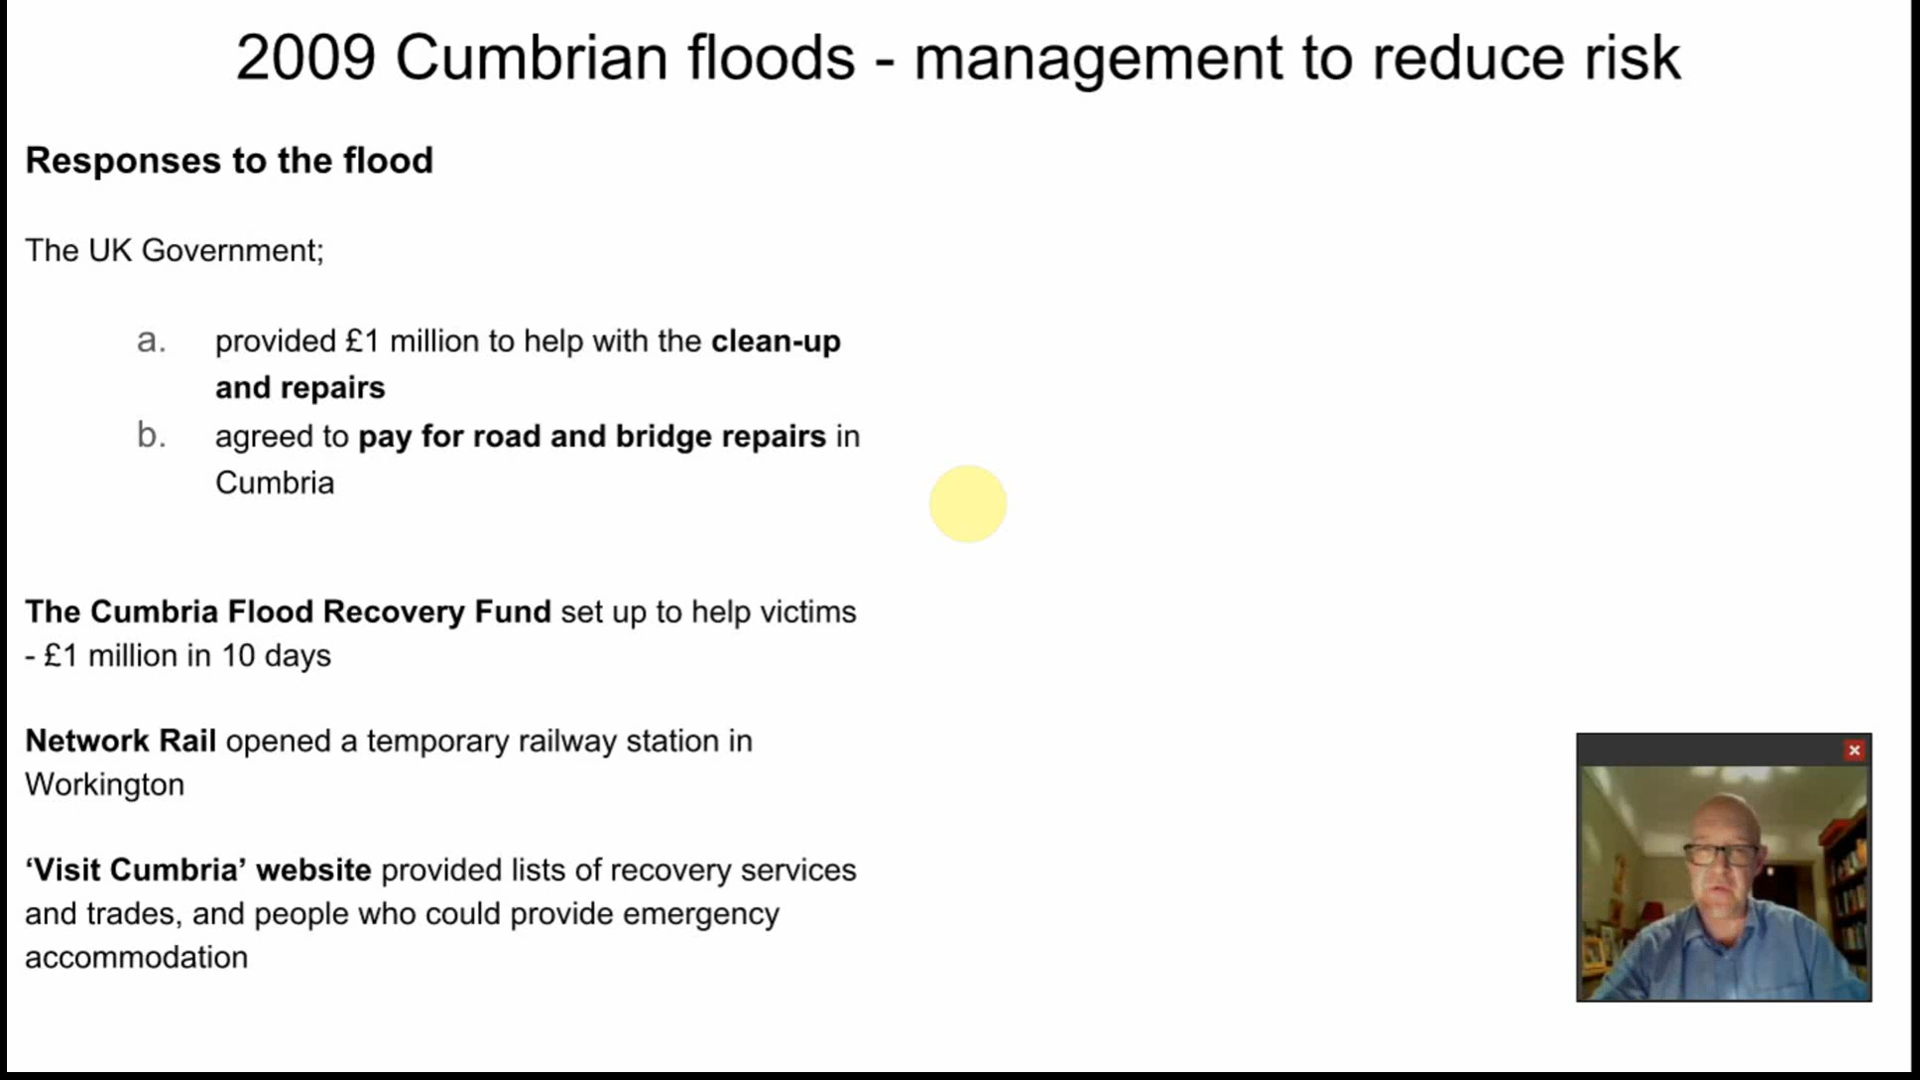 2009 Cumbrian floods - management to reduce risk
Responses to the flood
The UK Government;
a. provided £1 million to help with the clean-up
and repairs
b. agreed to pay for road and bridge repairs in
Cumbria
The Cumbria Flood Recovery Fund set up to help victims
- £1 million in 10 days
Network Rail opened a temporary railway station in
Workington
‘Visit Cumbria’ website provided lists of recovery services
and trades, and people who could provide emergency
accommodation